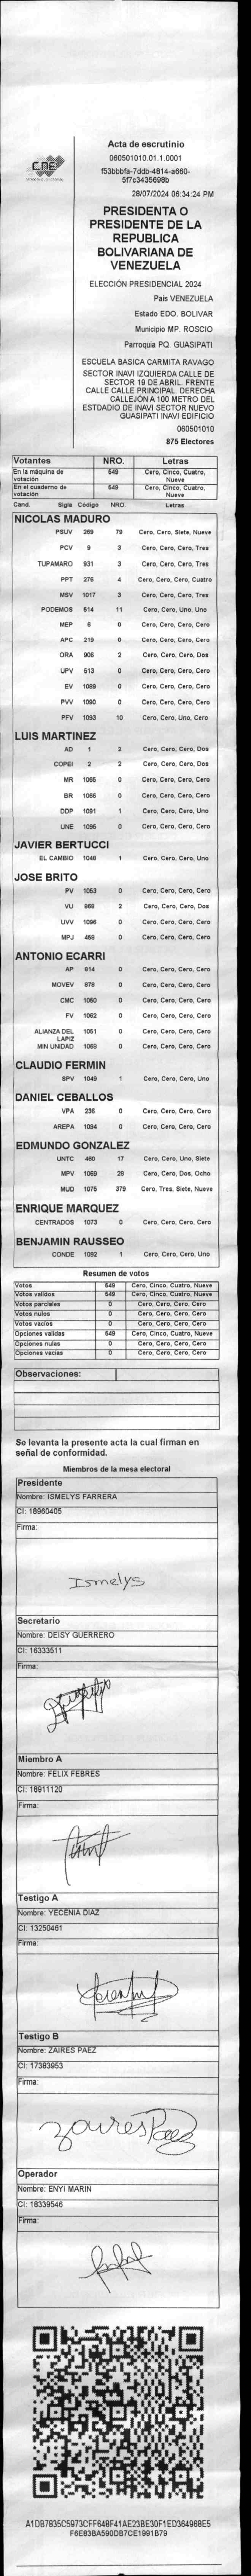 CNE
Acta de escrutinio
060501010.01.1.0001
f53bbbfa-7ddb-4814-a660-
5f7c3435698b
28/07/2024 06:34:24 PM
PRESIDENTA O
PRESIDENTE DE LA
REPUBLICA
BOLIVARIANA DE
VENEZUELA
ELECCIÓN PRESIDENCIAL 2024
Pais VENEZUELA
Estado EDO. BOLIVAR
Municipio MP. ROSCIO
Parroquia PQ. GUASIPATI
ESCUELA BASICA CARMITA RAVAGO
SECTOR INAVI IZQUIERDA CALLE DE
SECTOR 19 DE ABRIL. FRENTE
CALLE CALLE PRINCIPAL. DERECHA
CALLEJÓN A 100 METRO DEL
ESTDADIO DE INAVI SECTOR NUEVO
GUASIPATI INAVI EDIFICIO
060501010
875 Electores
Votantes NRO. Letras
En la máquina de votación 549 Cero, Cinco, Cuatro, Nueve
En el cuaderno de votación 549 Cero, Cinco, Cuatro, Nueve
Cand. Sigla Código NRO. Letras
NICOLAS MADURO
PSUV 269 79 Cero, Cero, Siete, Nueve
PCV 9 3 Cero, Cero, Cero, Tres
TUPAMARO 931 3 Cero, Cero, Cero, Tres
PPT 276 4 Cero, Cero, Cero, Cuatro
MSV 1017 3 Cero, Cero, Cero, Tres
PODEMOS 514 11 Cero, Cero, Uno, Uno
MEP 6 0 Cero, Cero, Cero, Cero
APC 219 0 Cero, Cero, Cero, Cero
ORA 906 2 Cero, Cero, Cero, Dos
UPV 513 0 Cero, Cero, Cero, Cero
EV 1089 0 Cero, Cero, Cero, Cero
PVV 1090 0 Cero, Cero, Cero, Cero
PFV 1093 10 Cero, Cero, Uno, Cero
LUIS MARTINEZ
AD 1 2 Cero, Cero, Cero, Dos
COPEI 2 2 Cero, Cero, Cero, Dos
MR 1065 0 Cero, Cero, Cero, Cero
BR 1066 0 Cero, Cero, Cero, Cero
DDP 1091 1 Cero, Cero, Cero, Uno
UNE 1095 0 Cero, Cero, Cero, Cero
JAVIER BERTUCCI
EL CAMBIO 1048 1 Cero, Cero, Cero, Uno
JOSE BRITO
PV 1053 0 Cero, Cero, Cero, Cero
VU 969 2 Cero, Cero, Cero, Dos
UVV 1096 0 Cero, Cero, Cero, Cero
MPJ 459 0 Cero, Cero, Cero, Cero
ANTONIO ECARRI
AP 914 0 Cero, Cero, Cero, Cero
MOVEV 978 0 Cero, Cero, Cero, Cero
CMC 1050 0 Cero, Cero, Cero, Cero
FV 1062 0 Cero, Cero, Cero, Cero
ALIANZA DEL LAPIZ 1051 0 Cero, Cero, Cero, Cero
MIN UNIDAD 1068 0 Cero, Cero, Cero, Cero
CLAUDIO FERMIN
SPV 1049 1 Cero, Cero, Cero, Uno
DANIEL CEBALLOS
VPA 236 0 Cero, Cero, Cero, Cero
AREPA 1094 0 Cero, Cero, Cero, Cero
EDMUNDO GONZALEZ
UNTC 460 17 Cero, Cero, Uno, Siete
MPV 1069 28 Cero, Cero, Dos, Ocho
MUD 1075 379 Cero, Tres, Siete, Nueve
ENRIQUE MARQUEZ
CENTRADOS 1073 0 Cero, Cero, Cero, Cero
BENJAMIN RAUSSEO
CONDE 1092 1 Cero, Cero, Cero, Uno
Resumen de votos
Votos 549 Cero, Cinco, Cuatro, Nueve
Votos validos 549 Cero, Cinco, Cuatro, Nueve
Votos parciales 0 Cero, Cero, Cero, Cero
Votos nulos 0 Cero, Cero, Cero, Cero
Votos vacios 0 Cero, Cero, Cero, Cero
Opciones validas 549 Cero, Cinco, Cuatro, Nueve
Opciones nulas 0 Cero, Cero, Cero, Cero
Opciones vacias 0 Cero, Cero, Cero, Cero
Observaciones:
Se levanta la presente acta la cual firman en
señal de conformidad.
Miembros de la mesa electoral
Presidente
Nombre: ISMELYS FARRERA
CI: 18960405
Firma:
Ismelys
Secretario
Nombre: DEISY GUERRERO
CI: 16333511
Firma:
Miembro A
Nombre: FELIX FEBRES
CI: 18911120
Firma:
Testigo A
Nombre: YECENIA DIAZ
CI: 13250461
Firma:
Testigo B
Nombre: ZAIRES PAEZ
CI: 17383953
Firma:
Zaires Paez
Operador
Nombre: ENYI MARIN
CI: 18339546
Firma:
A1DB7835C5973CFF648F41AE23BE30F1ED364968E5
F6E83BA590DB7CE1991B79